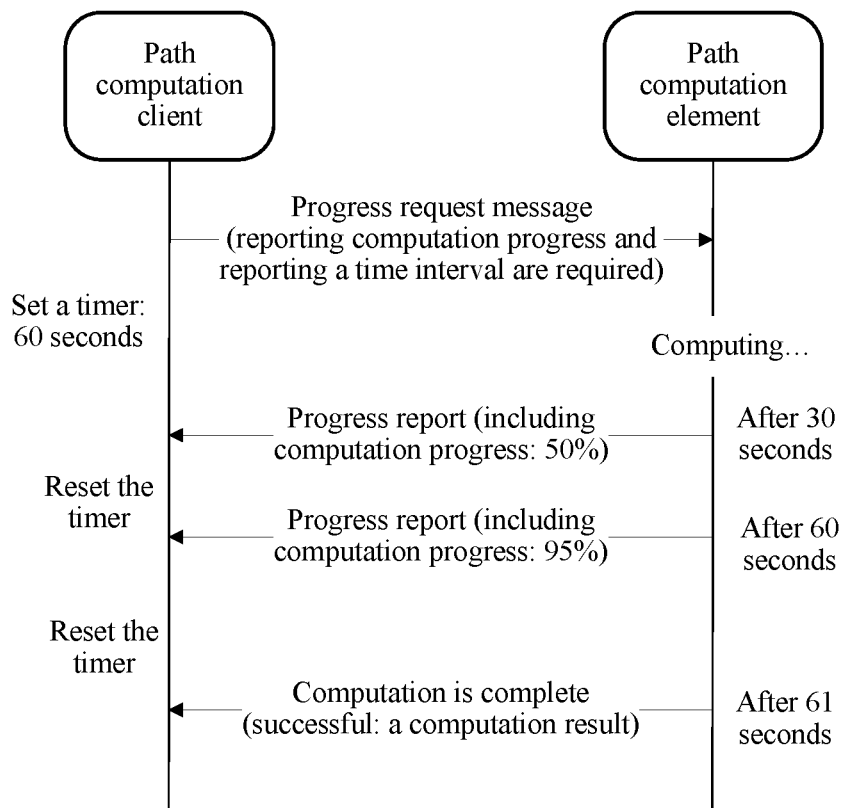 Path
computation
client
Path
computation
element
Progress request message
(reporting computation progress and
reporting a time interval are required)
Set a timer:
60 seconds
Computing…
Progress report (including
computation progress: 50%)
After 30
seconds
Reset the
timer
Progress report (including
computation progress: 95%)
After 60
seconds
Reset the
timer
Computation is complete
(successful: a computation result)
After 61
seconds